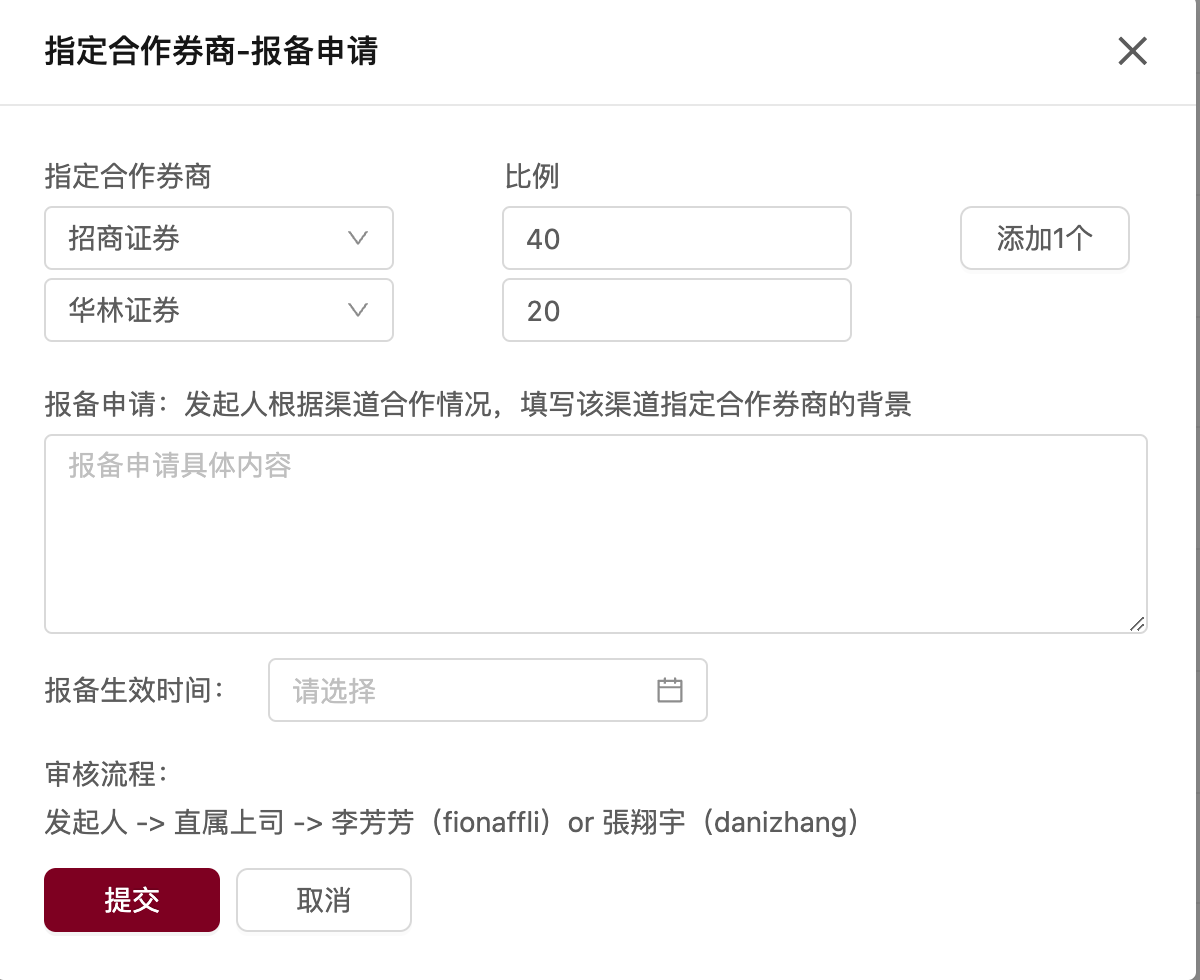 指定合作券商-报备申请
指定合作券商 比例
招商证券 40 添加1个
华林证券 20
报备申请：发起人根据渠道合作情况，填写该渠道指定合作券商的背景
报备申请具体内容
报备生效时间： 请选择
审核流程：
发起人 -> 直属上司 -> 李芳芳（fionaffli）or 張翔宇（danizhang）
提交 取消